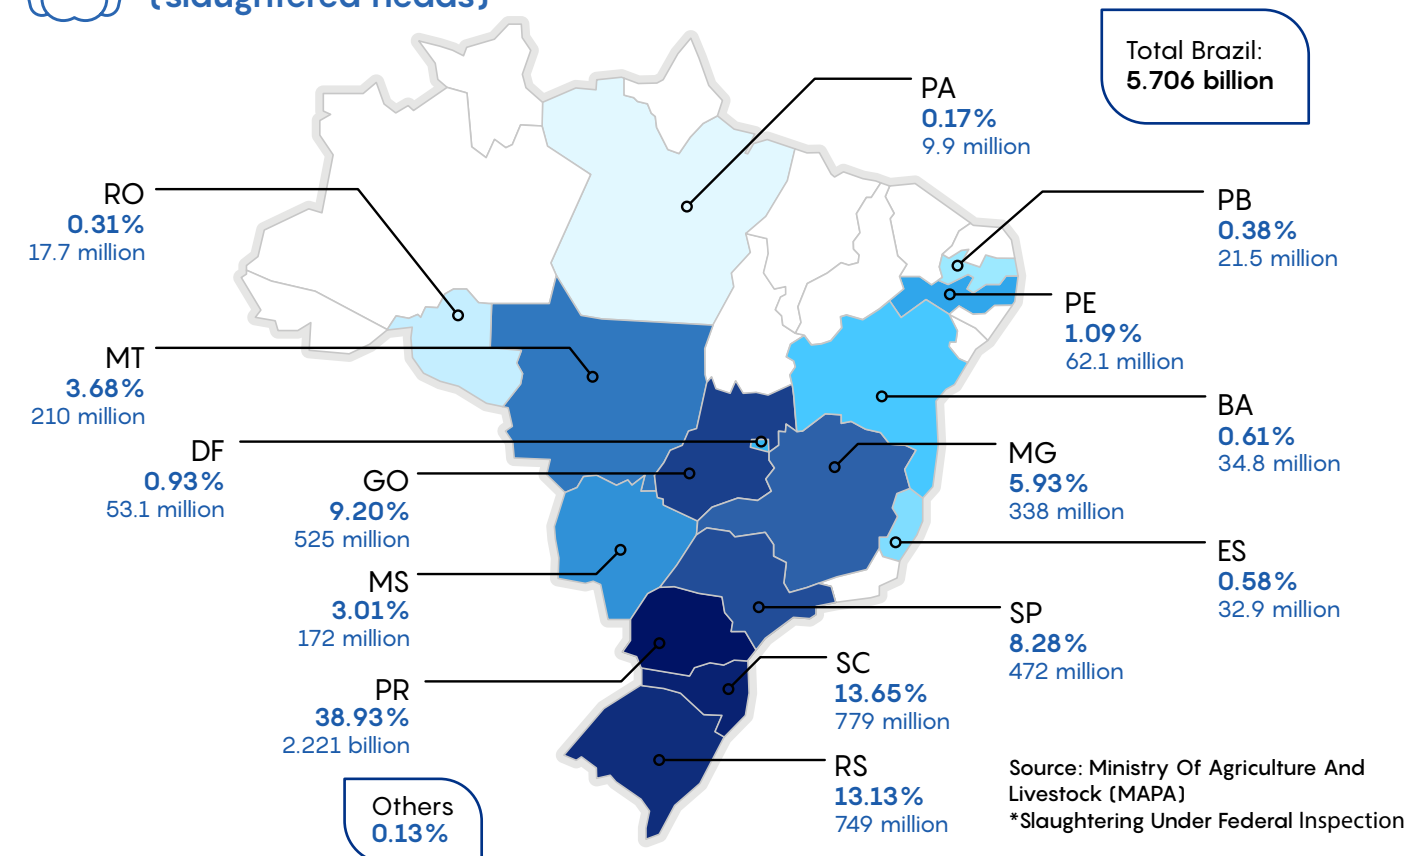 (slaughtered heads)
Total Brazil:
5.706 billion
PA
0.17%
9.9 million
RO
0.31%
17.7 million
PB
0.38%
21.5 million
PE
1.09%
62.1 million
MT
3.68%
210 million
BA
0.61%
34.8 million
DF
0.93%
53.1 million
MG
5.93%
338 million
GO
9.20%
525 million
ES
0.58%
32.9 million
MS
3.01%
172 million
SP
8.28%
472 million
SC
13.65%
779 million
PR
38.93%
2.221 billion
RS
13.13%
749 million
Others
0.13%
Source: Ministry Of Agriculture And
Livestock (MAPA)
*Slaughtering Under Federal Inspection